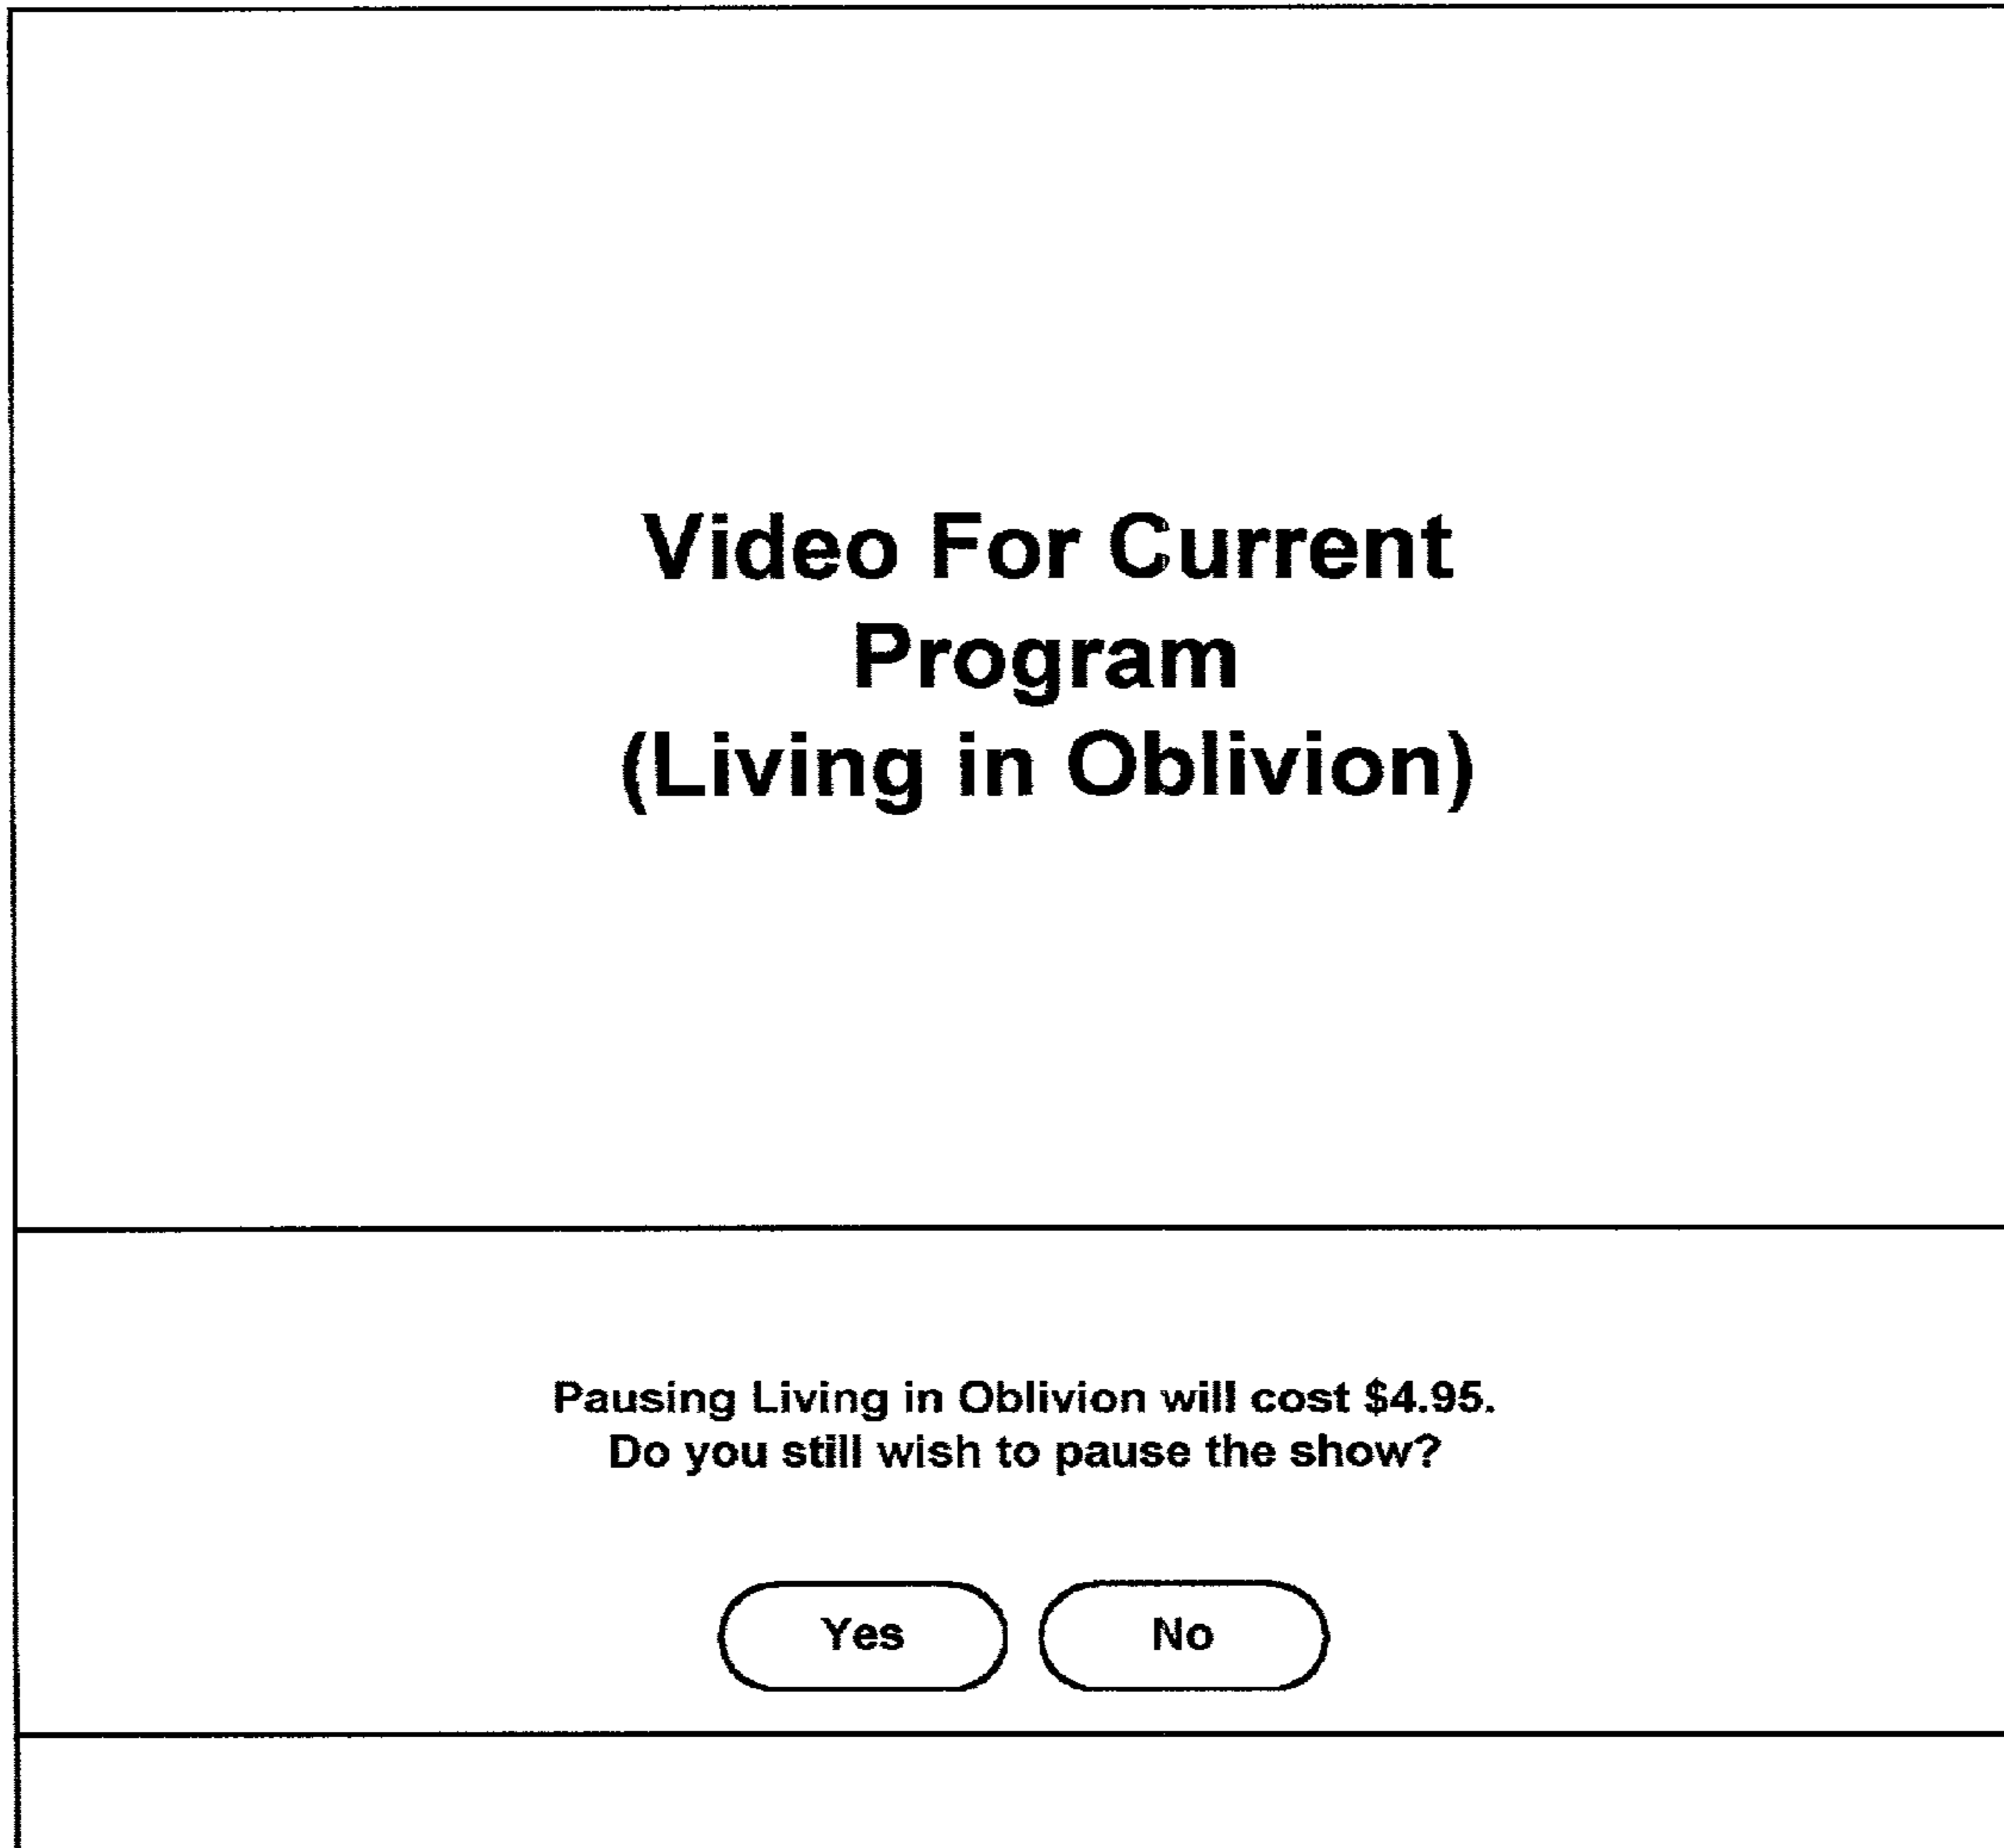 Video For Current
Program
(Living in Oblivion)
Pausing Living in Oblivion will cost $4.95.
Do you still wish to pause the show?
Yes No